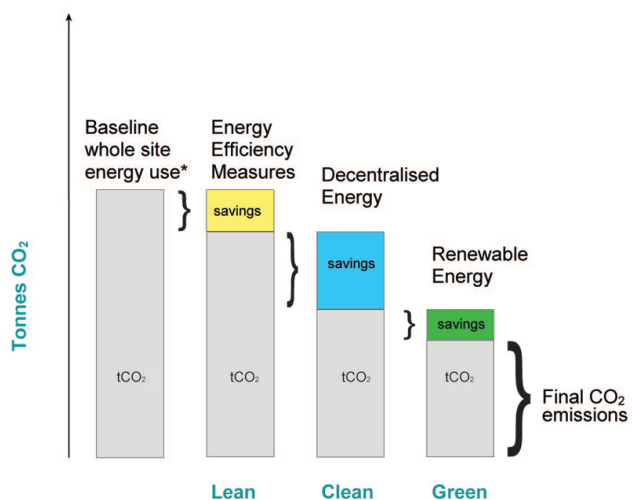 Baseline
whole site
energy use*
Energy
Efficiency
Measures
Decentralised
Energy
Renewable
Energy
savings
savings
savings
tCO₂
tCO₂
tCO₂
tCO₂
Final CO₂
emissions
Tonnes CO₂
Lean
Clean
Green